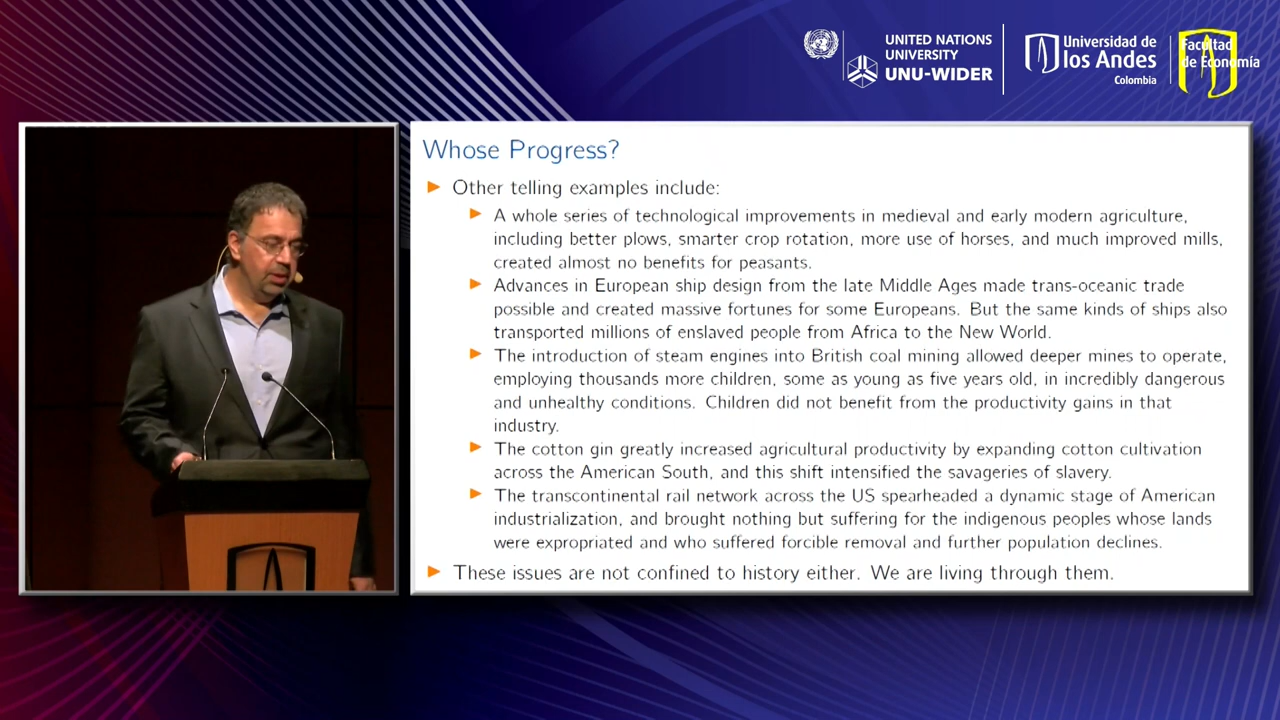 UNITED NATIONS
UNIVERSITY
UNU-WIDER
Universidad de
los Andes
Colombia
Facultad
de Economía
Whose Progress?
Other telling examples include:
A whole series of technological improvements in medieval and early modern agriculture,
including better plows, smarter crop rotation, more use of horses, and much improved mills,
created almost no benefits for peasants.
Advances in European ship design from the late Middle Ages made trans-oceanic trade
possible and created massive fortunes for some Europeans. But the same kinds of ships also
transported millions of enslaved people from Africa to the New World.
The introduction of steam engines into British coal mining allowed deeper mines to operate,
employing thousands more children, some as young as five years old, in incredibly dangerous
and unhealthy conditions. Children did not benefit from the productivity gains in that
industry.
The cotton gin greatly increased agricultural productivity by expanding cotton cultivation
across the American South, and this shift intensified the savageries of slavery.
The transcontinental rail network across the US spearheaded a dynamic stage of American
industrialization, and brought nothing but suffering for the indigenous peoples whose lands
were expropriated and who suffered forcible removal and further population declines.
These issues are not confined to history either. We are living through them.